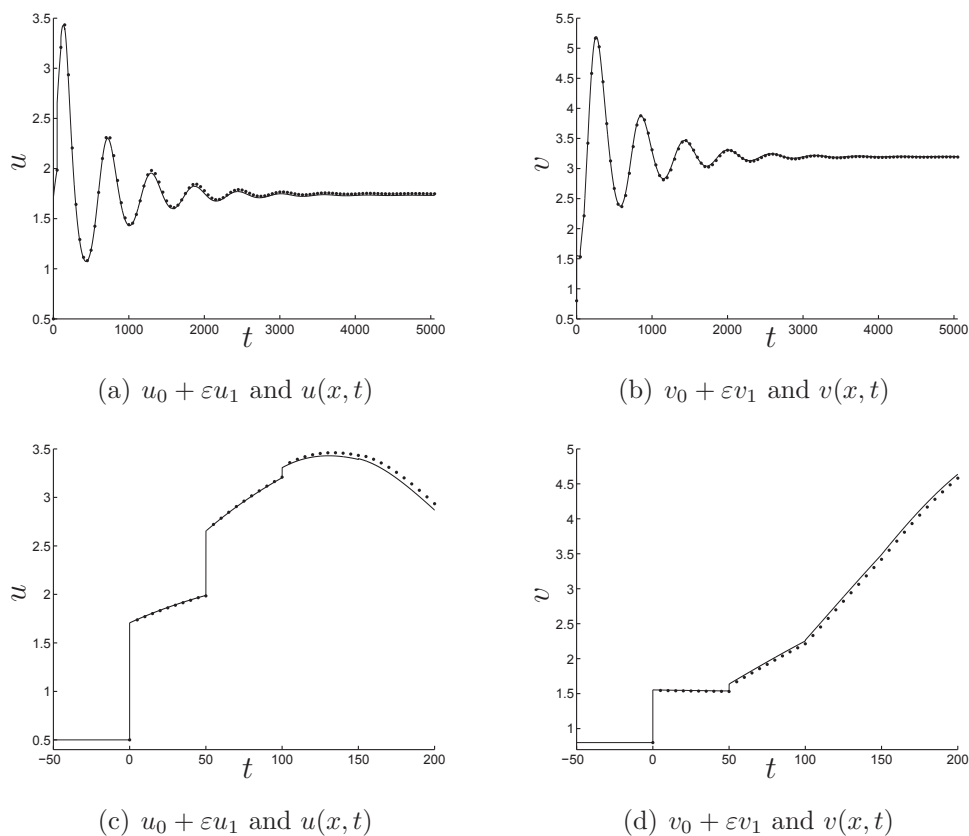 3.5
3
2.5
2
1.5
1
0.5
u
0 1000 2000 3000 4000 5000
t
(a) u₀ + εu₁ and u(x, t)
5.5
5
4.5
4
3.5
3
2.5
2
1.5
1
0.5
v
0 1000 2000 3000 4000 5000
t
(b) v₀ + εv₁ and v(x, t)
3.5
3
2.5
2
1.5
1
0.5
u
−50 0 50 100 150 200
t
(c) u₀ + εu₁ and u(x, t)
5
4.5
4
3.5
3
2.5
2
1.5
1
v
−50 0 50 100 150 200
t
(d) v₀ + εv₁ and v(x, t)